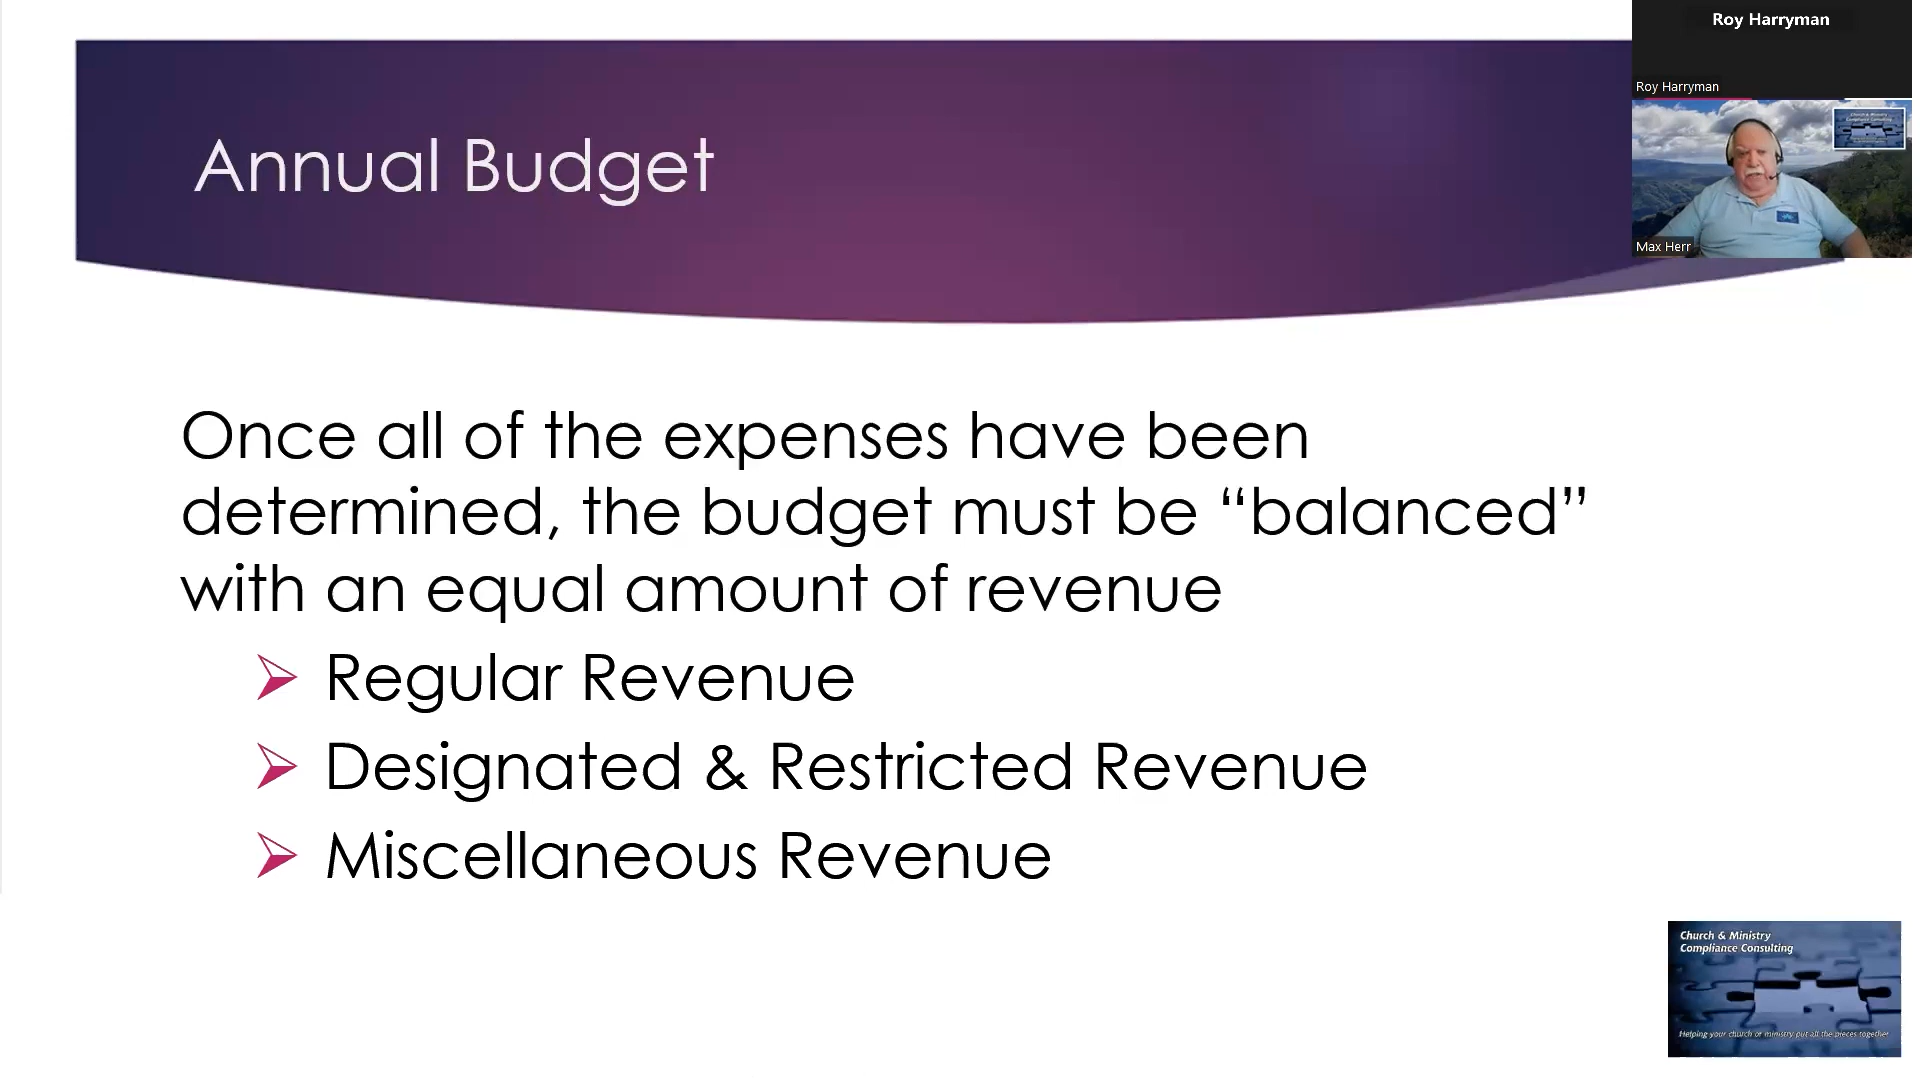 Roy Harryman
Roy Harryman
Max Herr
Annual Budget
Once all of the expenses have been
determined, the budget must be “balanced”
with an equal amount of revenue
Regular Revenue
Designated & Restricted Revenue
Miscellaneous Revenue
Church & Ministry
Compliance Consulting
Helping your church or ministry put all the pieces together